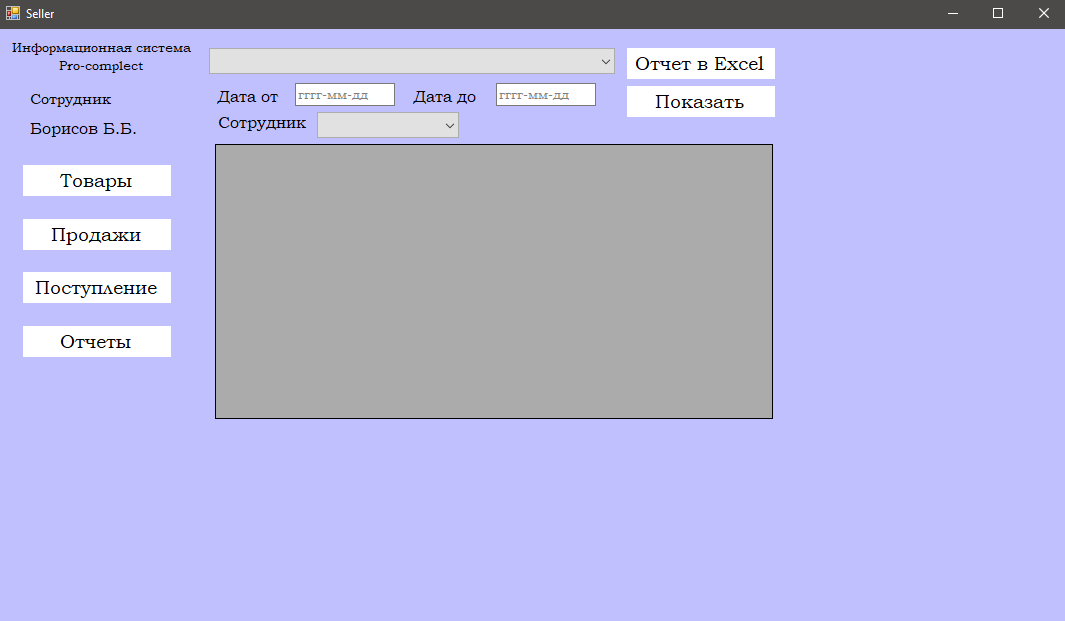 Seller
Информационная система
Pro-complect
Сотрудник
Борисов Б.Б.
Товары
Продажи
Поступление
Отчеты
Отчет в Excel
Дата от
гггг-мм-дд
Дата до
гггг-мм-дд
Показать
Сотрудник